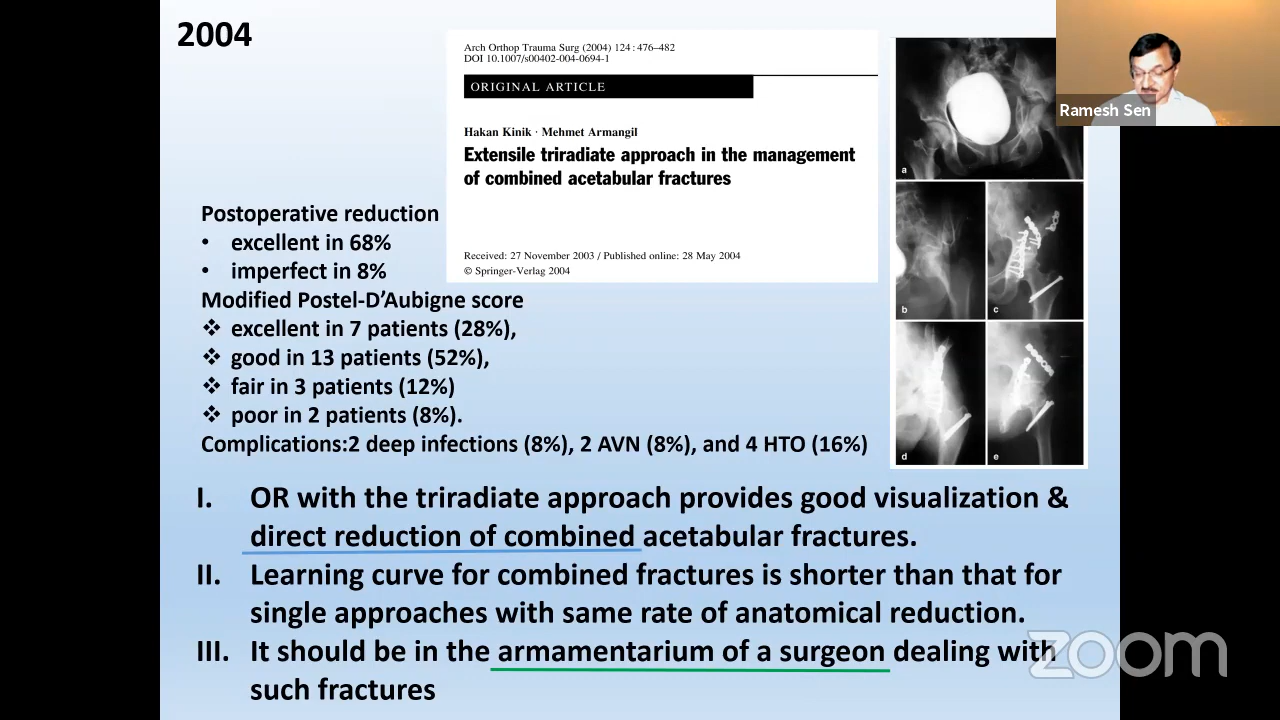 2004
Arch Orthop Trauma Surg (2004) 124 : 476–482
DOI 10.1007/s00402-004-0694-1
ORIGINAL ARTICLE
Hakan Kinik · Mehmet Armangil
Extensile triradiate approach in the management
of combined acetabular fractures
Received: 27 November 2003 / Published online: 28 May 2004
© Springer-Verlag 2004
Ramesh Sen
a
b
c
d
e
Postoperative reduction
• excellent in 68%
• imperfect in 8%
Modified Postel-D’Aubigne score
❖ excellent in 7 patients (28%),
❖ good in 13 patients (52%),
❖ fair in 3 patients (12%)
❖ poor in 2 patients (8%).
Complications:2 deep infections (8%), 2 AVN (8%), and 4 HTO (16%)
I. OR with the triradiate approach provides good visualization &
direct reduction of combined acetabular fractures.
II. Learning curve for combined fractures is shorter than that for
single approaches with same rate of anatomical reduction.
III. It should be in the armamentarium of a surgeon dealing with
such fractures
zoom